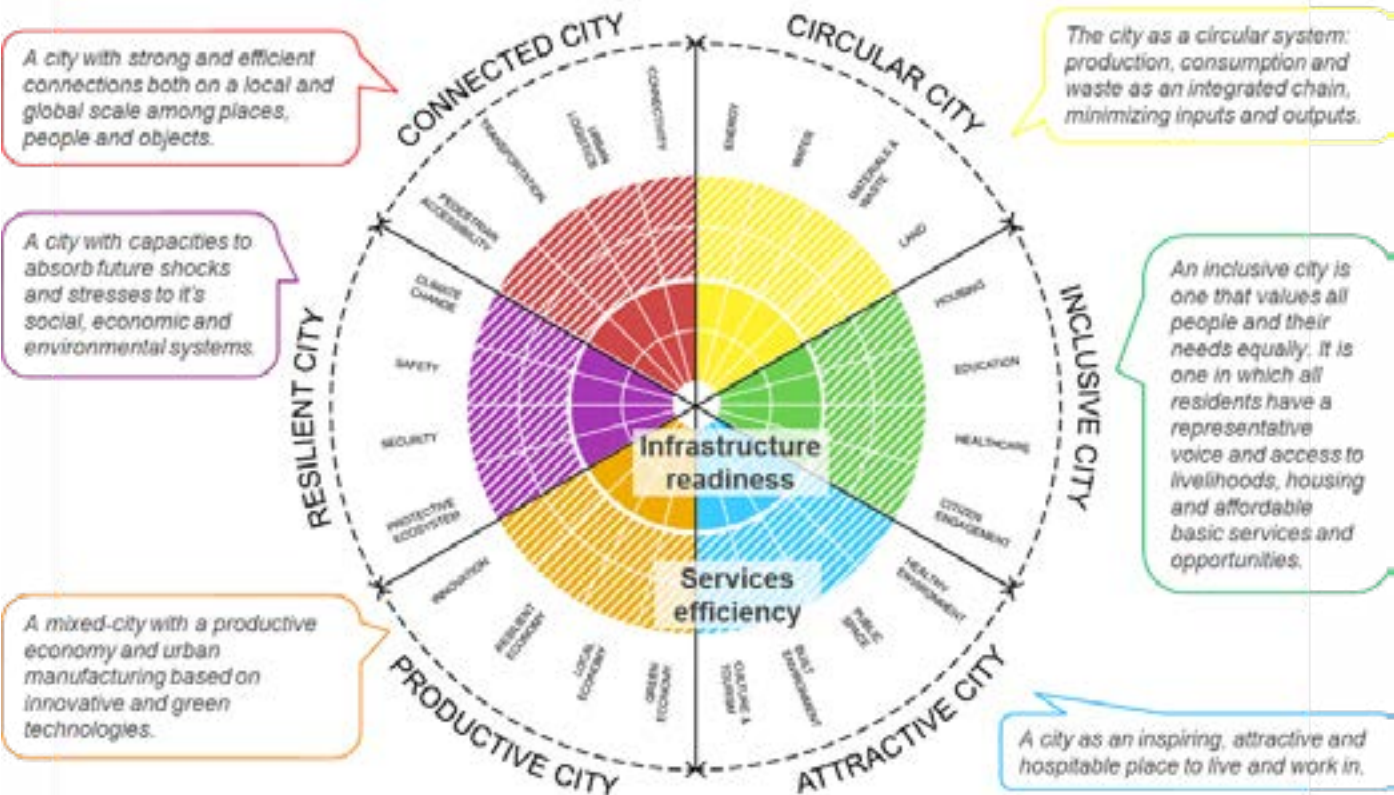 A city with strong and efficient
connections both on a local and
global scale among places,
people and objects.
CONNECTED CITY
CIRCULAR CITY
The city as a circular system:
production, consumption and
waste as an integrated chain,
minimizing inputs and outputs.
PEDESTRIAN
ACCESSIBILITY
TRANSPORTATION
URBAN
CONNECTIVITY
ENERGY
WATER
MATERIALS &
WASTE
LAND
A city with capacities to
absorb future shocks
and stresses to it's
social, economic and
environmental systems.
RESILIENT CITY
CLIMATE
CHANGE
SAFETY
SECURITY
PROTECTIVE
ECOSYSTEM
HOUSING
EDUCATION
HEALTHCARE
CITIZEN
ENGAGEMENT
INCLUSIVE CITY
An inclusive city is
one that values all
people and their
needs equally. It is
one in which all
residents have a
representative
voice and access to
livelihoods, housing
and affordable
basic services and
opportunities.
Infrastructure
readiness
Services
efficiency
A mixed-city with a productive
economy and urban
manufacturing based on
innovative and green
technologies.
PRODUCTIVE CITY
INNOVATION
RESILIENT
ECONOMY
LOCAL
ECONOMY
GREEN
ECONOMY
CULTURE &
TOURISM
BUILT
ENVIRONMENT
PUBLIC
SPACE
HEALTHY
ENVIRONMENT
ATTRACTIVE CITY
A city as an inspiring, attractive and
hospitable place to live and work in.